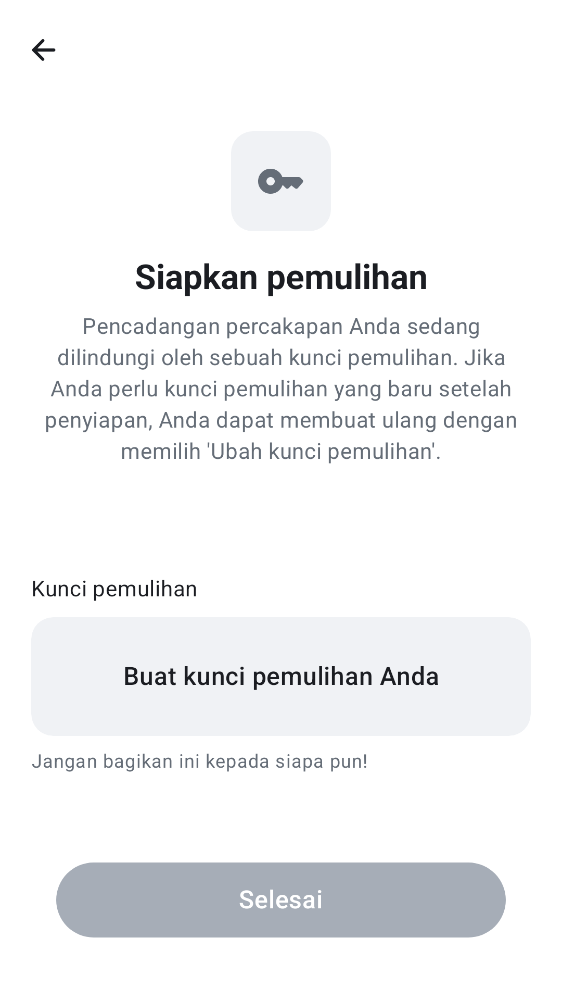 Siapkan pemulihan
Pencadangan percakapan Anda sedang
dilindungi oleh sebuah kunci pemulihan. Jika
Anda perlu kunci pemulihan yang baru setelah
penyiapan, Anda dapat membuat ulang dengan
memilih 'Ubah kunci pemulihan'.
Kunci pemulihan
Buat kunci pemulihan Anda
Jangan bagikan ini kepada siapa pun!
Selesai